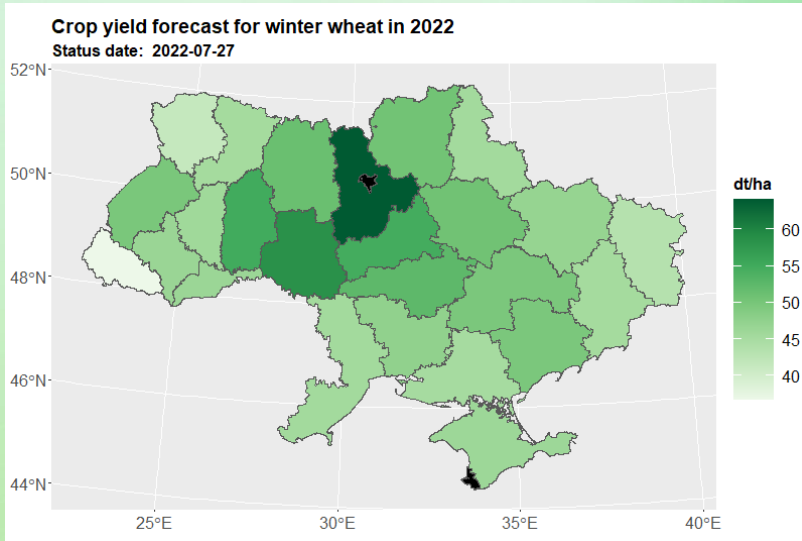 Crop yield forecast for winter wheat in 2022
Status date:  2022-07-27
52°N
50°N
48°N
46°N
44°N
25°E
30°E
35°E
40°E
dt/ha
60
55
50
45
40